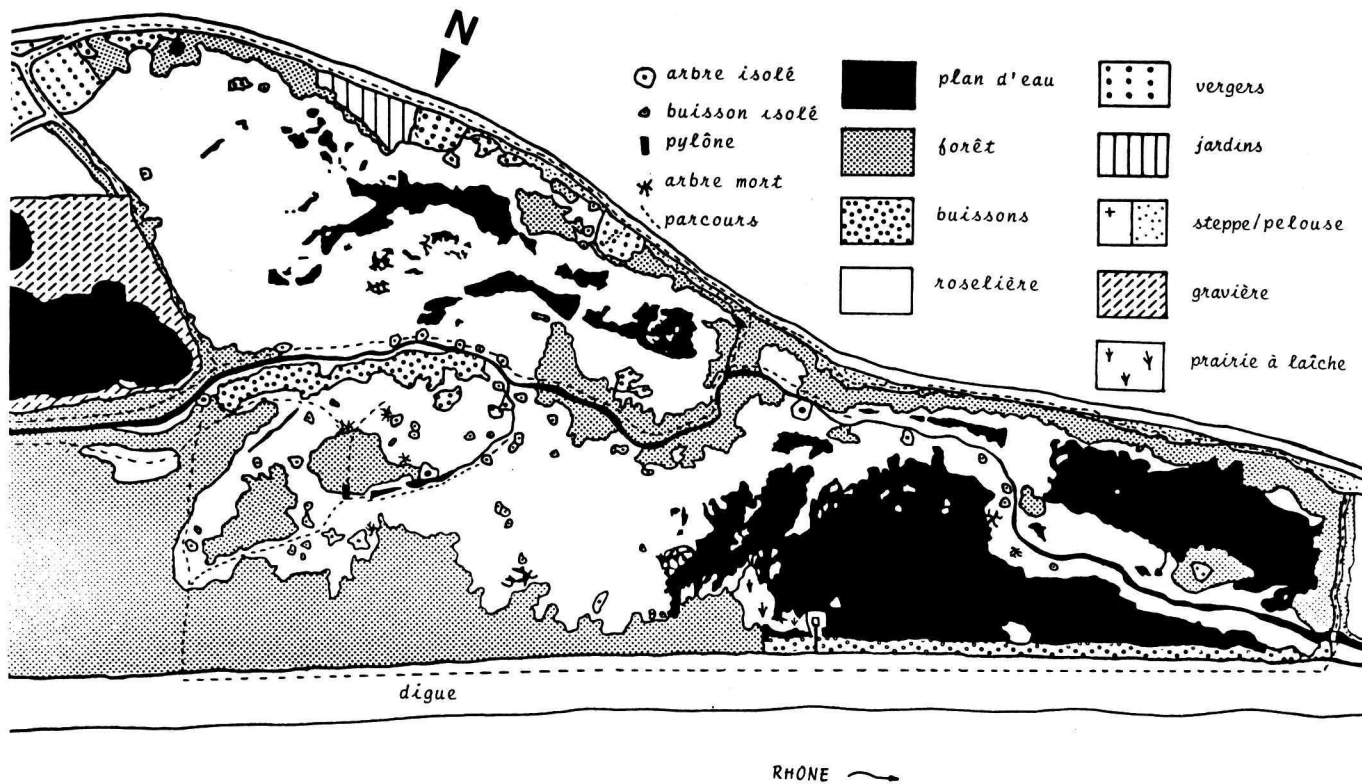 N
arbre isolé
buisson isolé
pylône
arbre mort
parcours
plan d'eau
forêt
buissons
roselière
vergers
jardins
steppe/pelouse
gravière
prairie à laîche
digue
RHONE